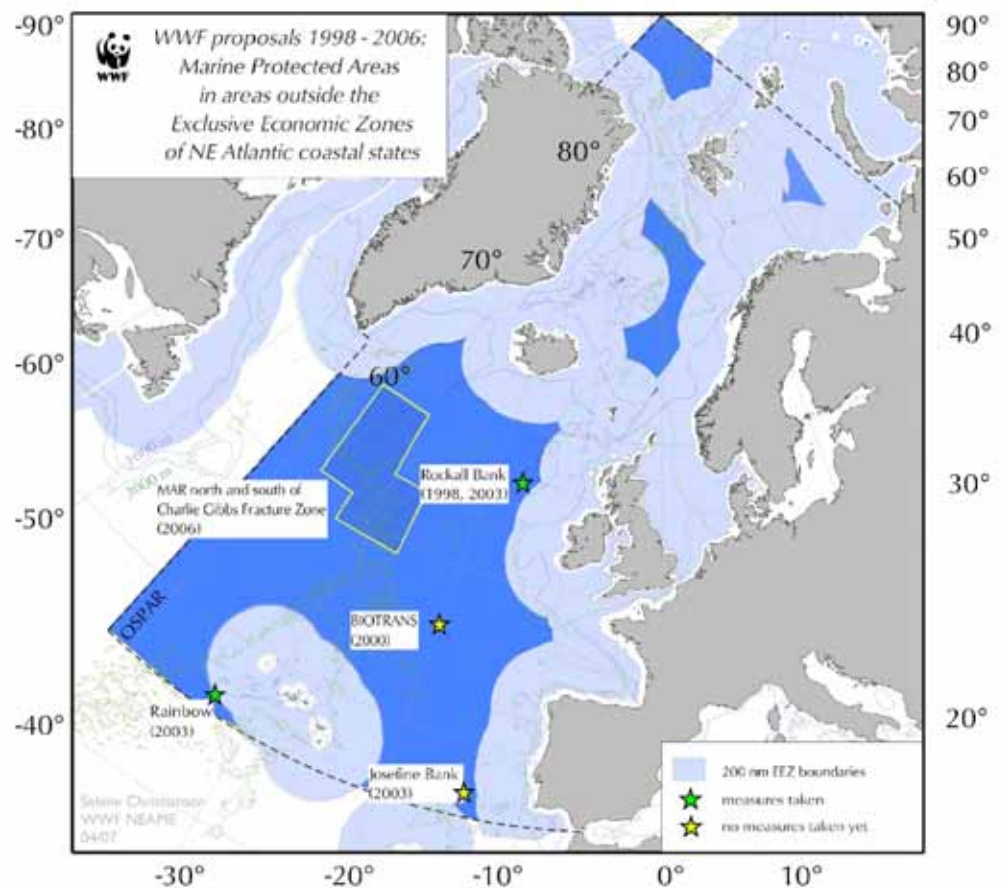 WWF proposals 1998 - 2006:
Marine Protected Areas
in areas outside the
Exclusive Economic Zones
of NE Atlantic coastal states
WWF
-90°
-80°
-70°
-60°
-50°
-40°
90°
80°
70°
60°
50°
40°
30°
20°
80°
70°
60°
Rockall Bank
(1998, 2003)
MAR north and south of
Charlie Gibbs Fracture Zone
(2006)
BIOTRANS
(2000)
OSPAR
Rainbow
(2003)
Josefine Bank
(2003)
200 nm EEZ boundaries
measures taken
no measures taken yet
WWF NEAME
04/07
-30°
-20°
-10°
0°
10°